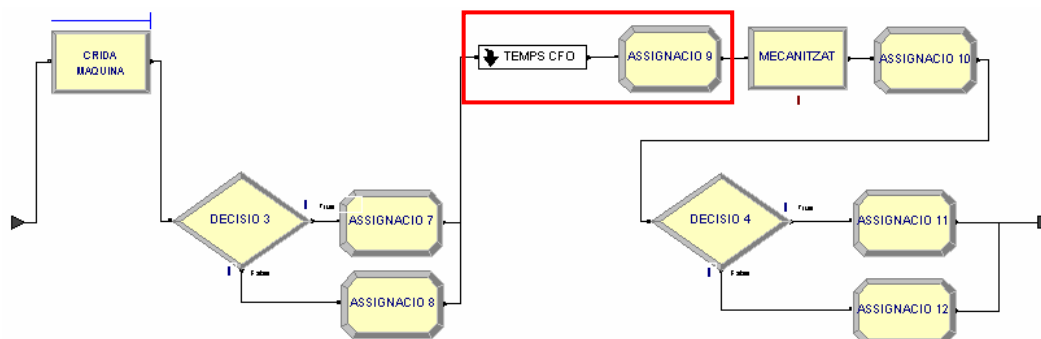 CRIDA
MAQUINA
DECISIO 3
True
False
ASSIGNACIO 7
ASSIGNACIO 8
TEMPS CFO
ASSIGNACIO 9
MECANITZAT
ASSIGNACIO 10
DECISIO 4
True
False
ASSIGNACIO 11
ASSIGNACIO 12